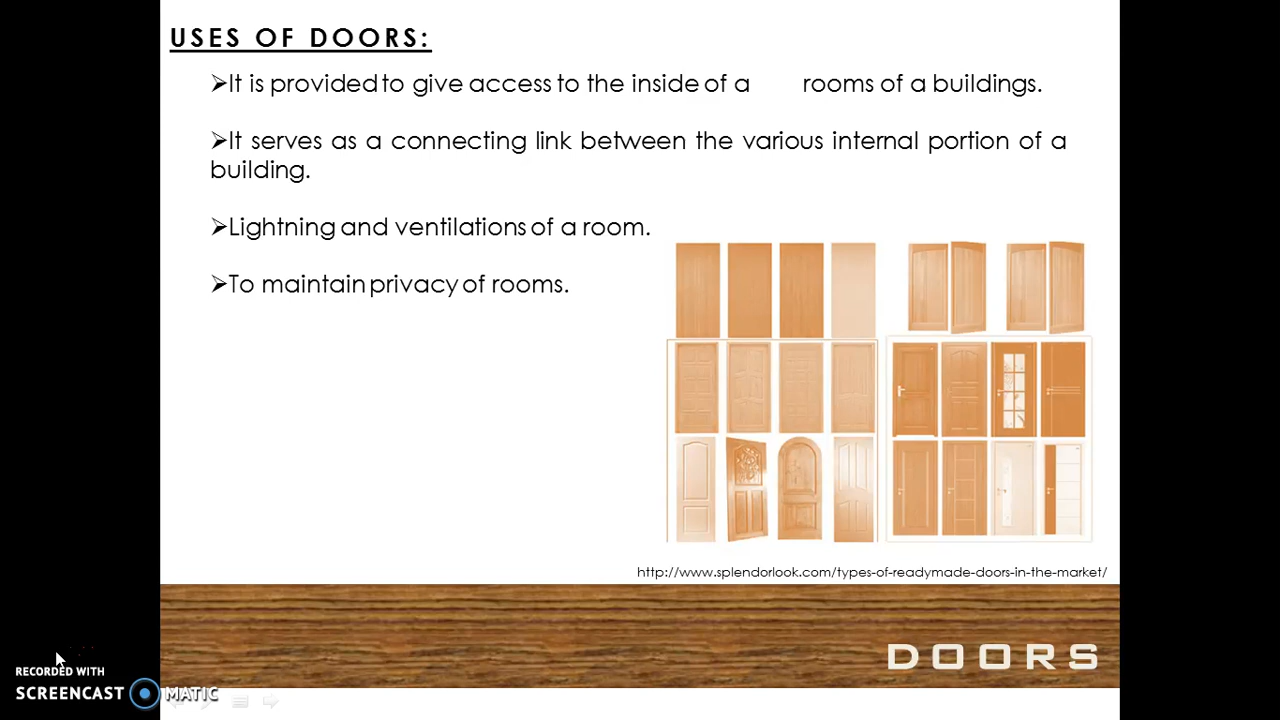 USES OF DOORS:
➢It is provided to give access to the inside of a rooms of a buildings.
➢It serves as a connecting link between the various internal portion of a
building.
➢Lightning and ventilations of a room.
➢To maintain privacy of rooms.
http://www.splendorlook.com/types-of-readymade-doors-in-the-market/
DOORS
RECORDED WITH
SCREENCAST MATIC